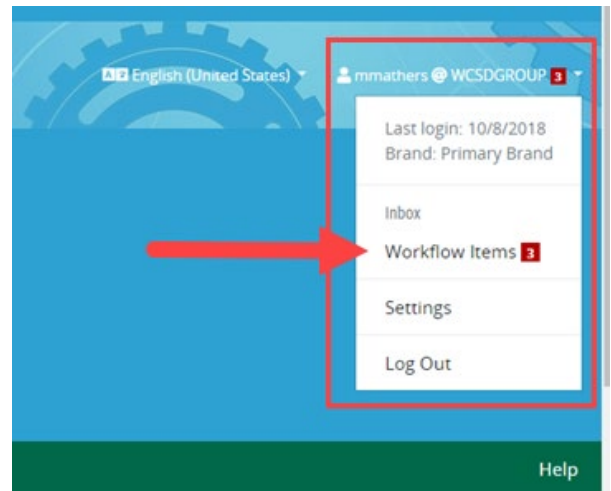 English (United States)
mmathers @ WCSDGROUP 3
Last login: 10/8/2018
Brand: Primary Brand
Inbox
Workflow Items 3
Settings
Log Out
Help